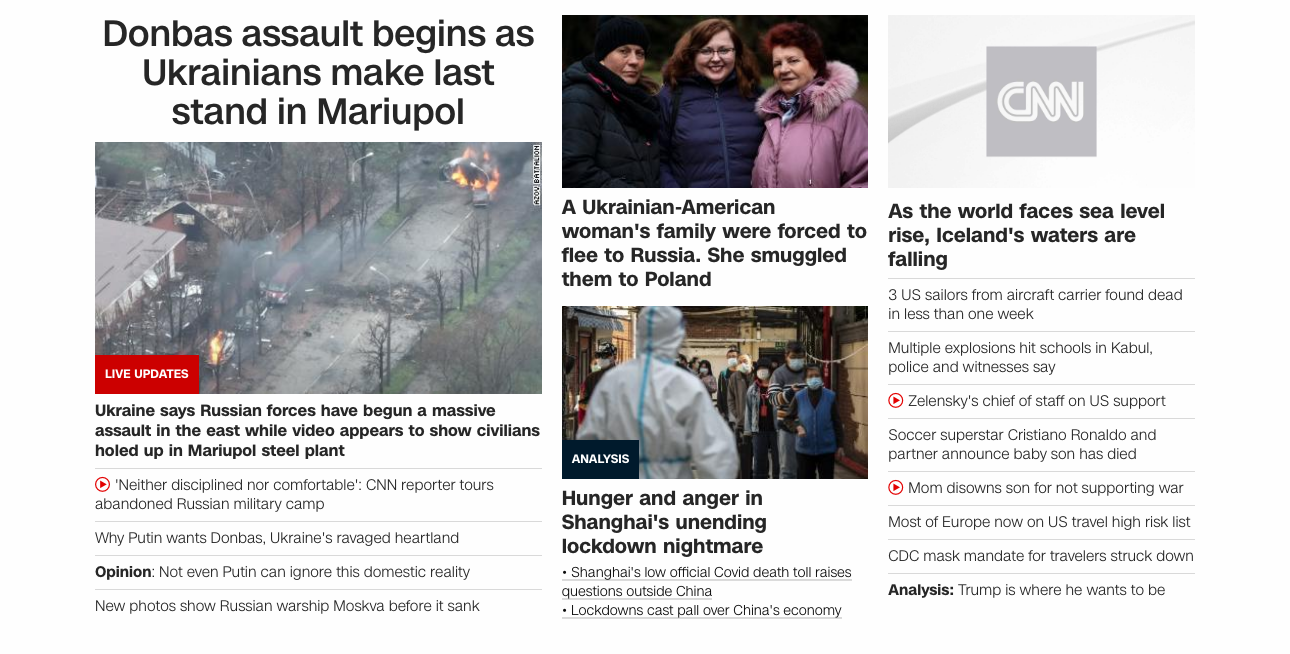 Donbas assault begins as
Ukrainians make last
stand in Mariupol
AZOV BATTALION
LIVE UPDATES
Ukraine says Russian forces have begun a massive
assault in the east while video appears to show civilians
holed up in Mariupol steel plant
'Neither disciplined nor comfortable': CNN reporter tours
abandoned Russian military camp
Why Putin wants Donbas, Ukraine's ravaged heartland
Opinion: Not even Putin can ignore this domestic reality
New photos show Russian warship Moskva before it sank
A Ukrainian-American
woman's family were forced to
flee to Russia. She smuggled
them to Poland
ANALYSIS
Hunger and anger in
Shanghai's unending
lockdown nightmare
• Shanghai's low official Covid death toll raises
questions outside China
• Lockdowns cast pall over China's economy
CNN
As the world faces sea level
rise, Iceland's waters are
falling
3 US sailors from aircraft carrier found dead
in less than one week
Multiple explosions hit schools in Kabul,
police and witnesses say
Zelensky's chief of staff on US support
Soccer superstar Cristiano Ronaldo and
partner announce baby son has died
Mom disowns son for not supporting war
Most of Europe now on US travel high risk list
CDC mask mandate for travelers struck down
Analysis: Trump is where he wants to be